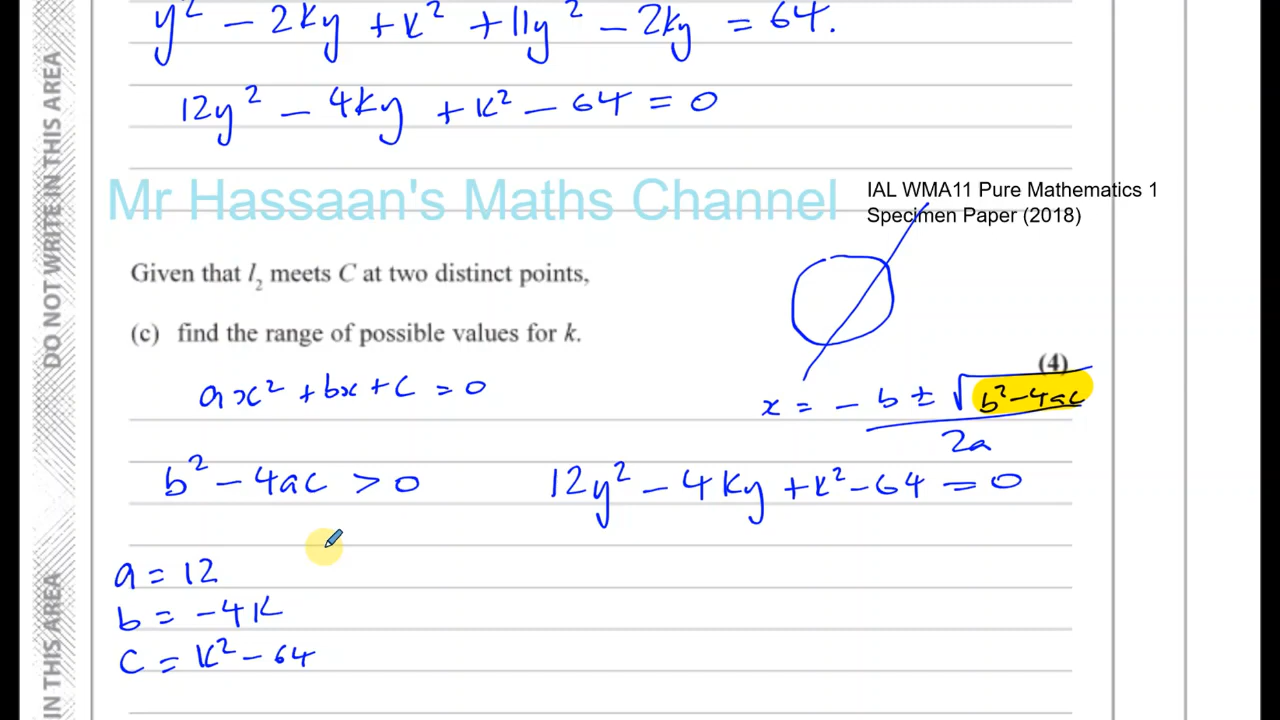 y² - 2ky + k² + 11y² - 2ky = 64.
12y² - 4ky + k² - 64 = 0
Mr Hassaan's Maths Channel
IAL WMA11 Pure Mathematics 1
Specimen Paper (2018)
Given that l₂ meets C at two distinct points,
(c) find the range of possible values for k.
(4)
ax² + bx + c = 0
x = -b ± √b²-4ac / 2a
b² - 4ac > 0
12y² - 4ky + k² - 64 = 0
a = 12
b = -4k
c = k² - 64
DO NOT WRITE IN THIS AREA
IN THIS AREA